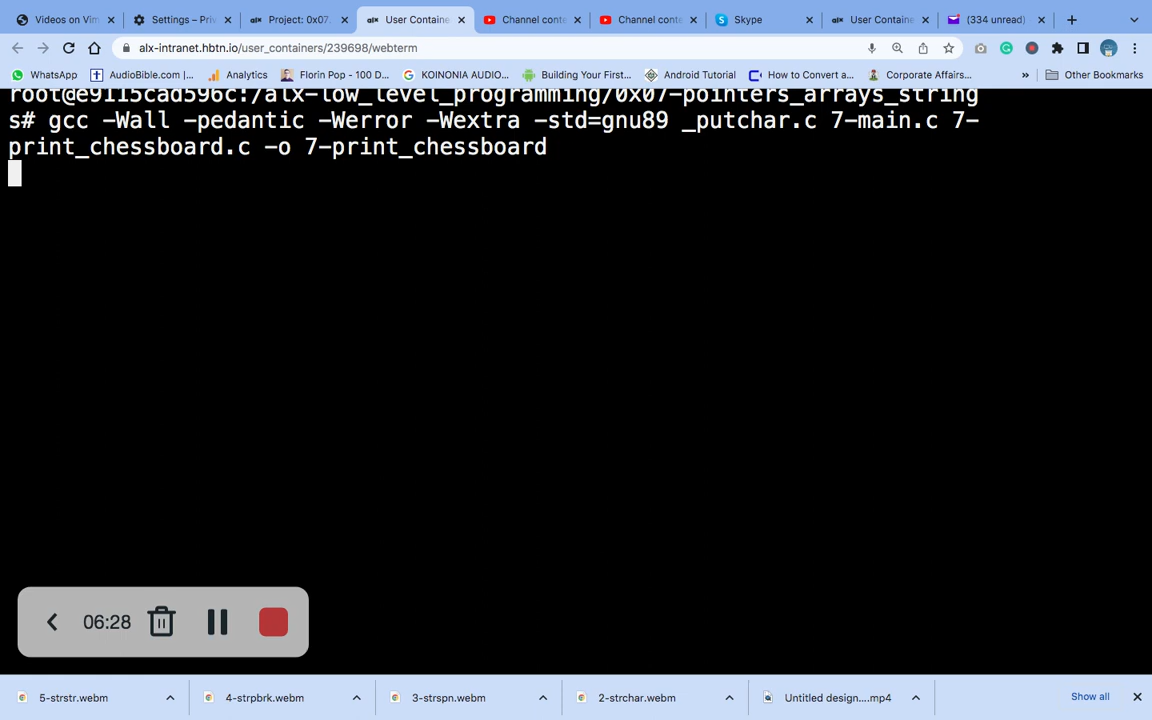 Videos on Vim
Settings – Priv
Project: 0x07.
User Containe
Channel conte
Channel conte
Skype
User Containe
(334 unread)
alx-intranet.hbtn.io/user_containers/239698/webterm
WhatsApp
AudioBible.com |...
Analytics
Florin Pop - 100 D...
KOINONIA AUDIO...
Building Your First...
Android Tutorial
How to Convert a...
Corporate Affairs...
»
Other Bookmarks
root@e9115cad596c:/alx-low_level_programming/0x07-pointers_arrays_string
s# gcc -Wall -pedantic -Werror -Wextra -std=gnu89 _putchar.c 7-main.c 7-
print_chessboard.c -o 7-print_chessboard
06:28
5-strstr.webm
4-strpbrk.webm
3-strspn.webm
2-strchar.webm
Untitled design....mp4
Show all